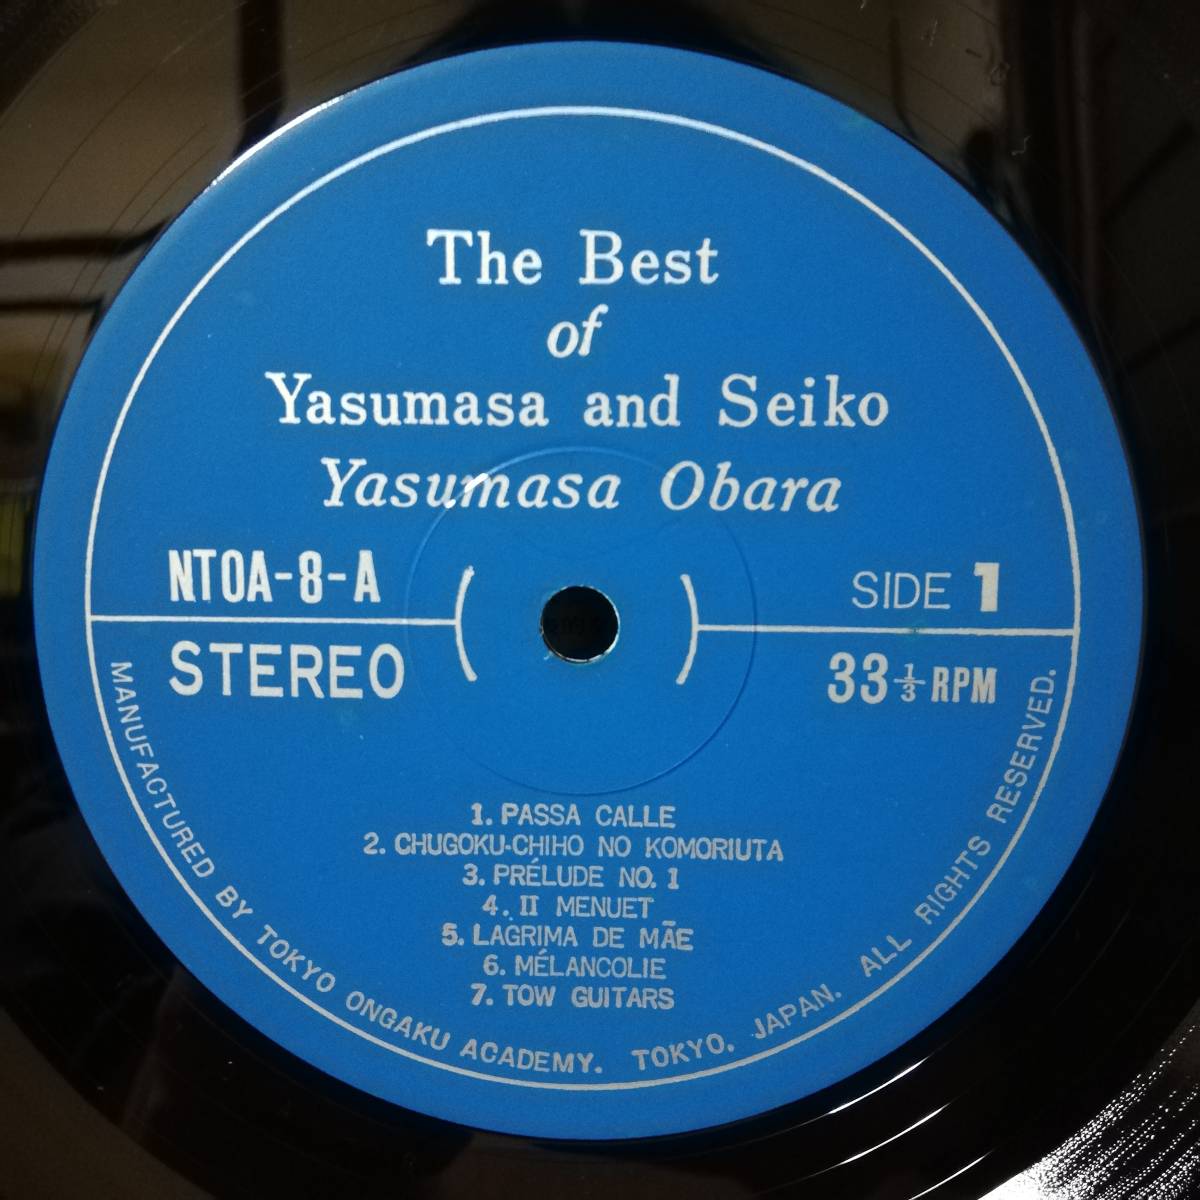 The Best
of
Yasumasa and Seiko
Yasumasa Obara
NTOA-8-A
SIDE 1
STEREO
33 1/3 RPM
1. PASSA CALLE
2. CHUGOKU-CHIHO NO KOMORIUTA
3. PRÉLUDE NO. 1
4. II MENUET
5. LAGRIMA DE MÃE
6. MÉLANCOLIE
7. TOW GUITARS
MANUFACTURED BY TOKYO ONGAKU ACADEMY. TOKYO, JAPAN. ALL RIGHTS RESERVED.